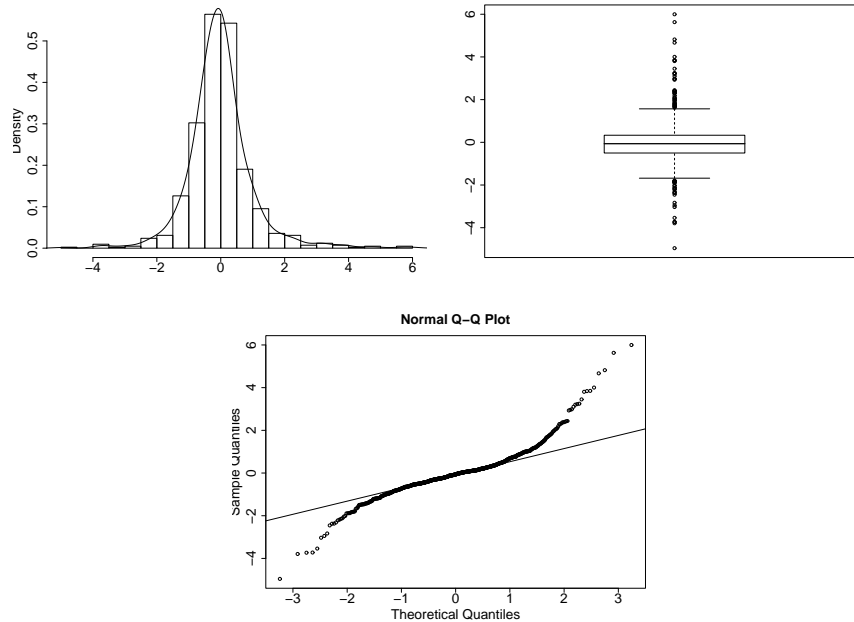 Density
0.0 0.1 0.2 0.3 0.4 0.5
−4 −2 0 2 4 6
−4 −2 0 2 4 6
Normal Q−Q Plot
Sample Quantiles
−4 −2 0 2 4 6
−3 −2 −1 0 1 2 3
Theoretical Quantiles